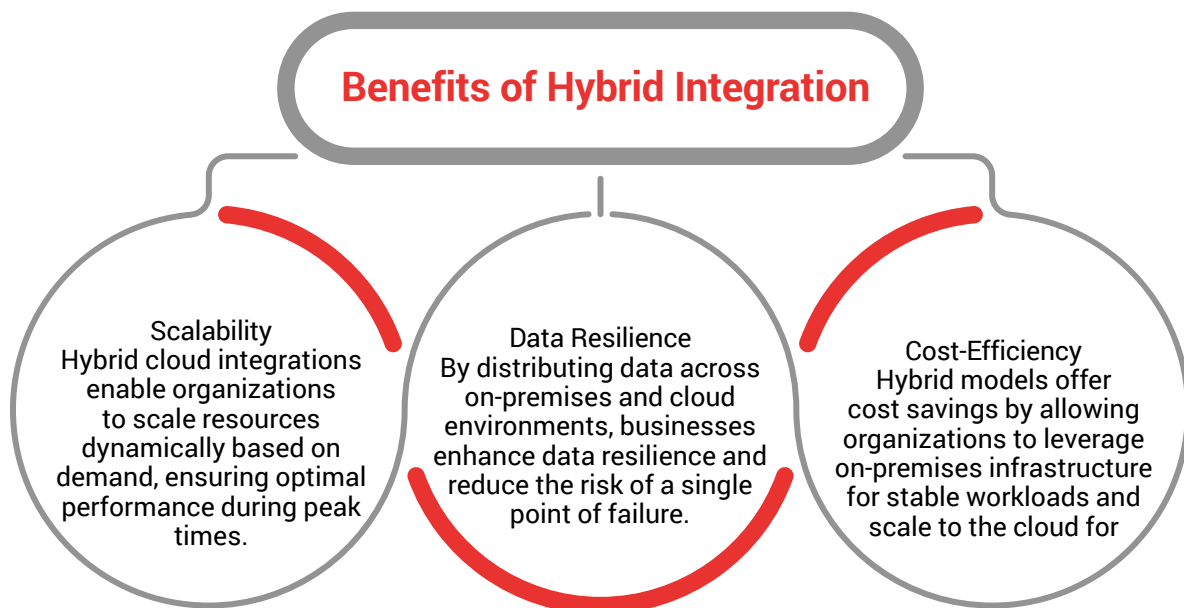 Benefits of Hybrid Integration
Scalability
Hybrid cloud integrations
enable organizations
to scale resources
dynamically based on
demand, ensuring optimal
performance during peak
times.
Data Resilience
By distributing data across
on-premises and cloud
environments, businesses
enhance data resilience and
reduce the risk of a single
point of failure.
Cost-Efficiency
Hybrid models offer
cost savings by allowing
organizations to leverage
on-premises infrastructure
for stable workloads and
scale to the cloud for